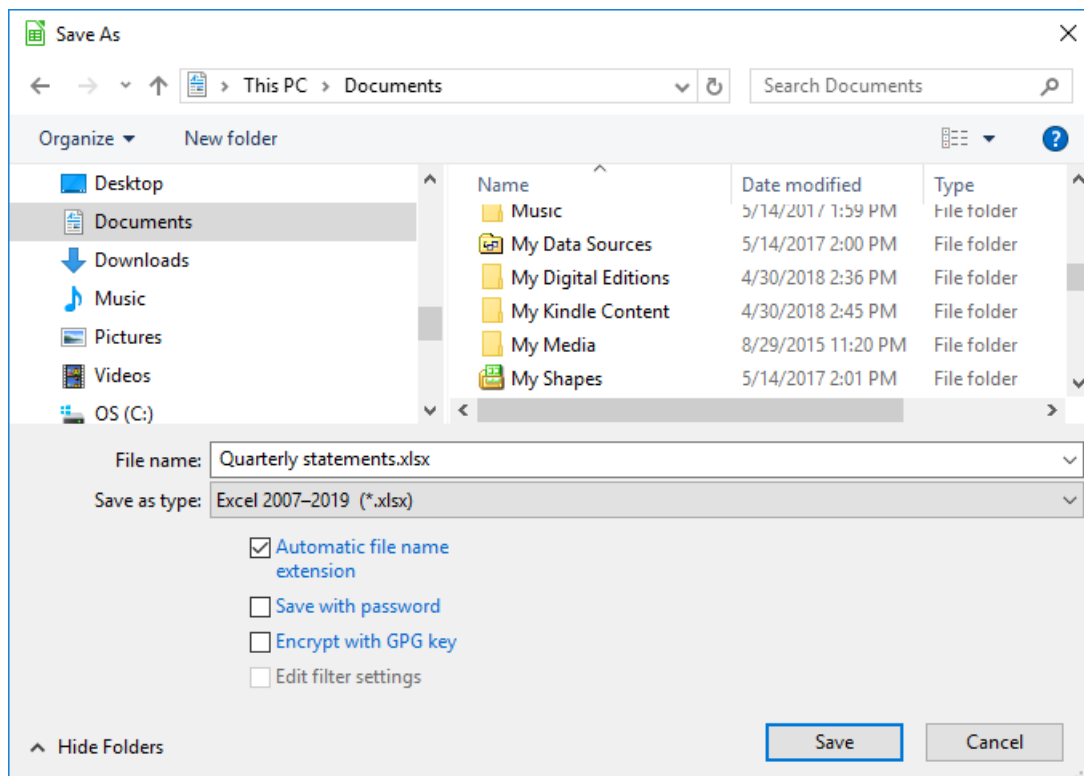 Save As
This PC > Documents
Search Documents
Organize
New folder
?
Desktop
Documents
Downloads
Music
Pictures
Videos
OS (C:)
Name Date modified Type
Music 5/14/2017 1:59 PM File folder
My Data Sources 5/14/2017 2:00 PM File folder
My Digital Editions 4/30/2018 2:36 PM File folder
My Kindle Content 4/30/2018 2:45 PM File folder
My Media 8/29/2015 11:20 PM File folder
My Shapes 5/14/2017 2:01 PM File folder
File name: Quarterly statements.xlsx
Save as type: Excel 2007–2019 (*.xlsx)
Automatic file name
extension
Save with password
Encrypt with GPG key
Edit filter settings
Hide Folders
Save
Cancel